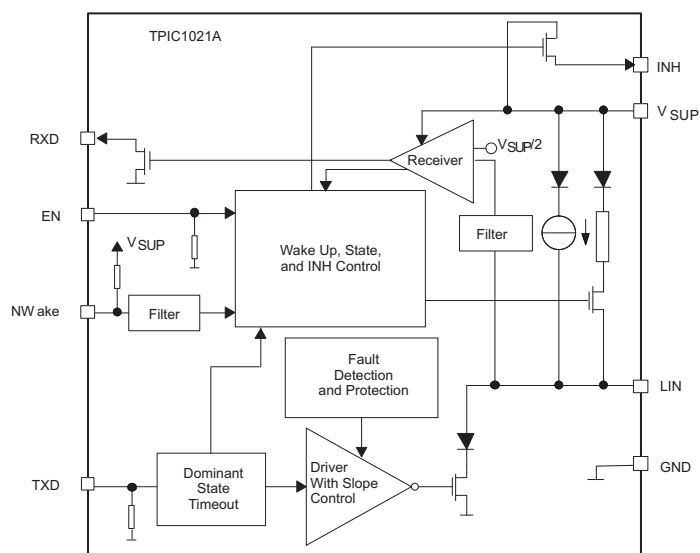 TPIC1021A
INH
VSUP
RXD
VSUP/2
Receiver
EN
Filter
VSUP
Wake Up, State,
and INH Control
NWake
Filter
Fault
Detection
and Protection
LIN
Driver
With Slope
Control
GND
TXD
Dominant
State
Timeout